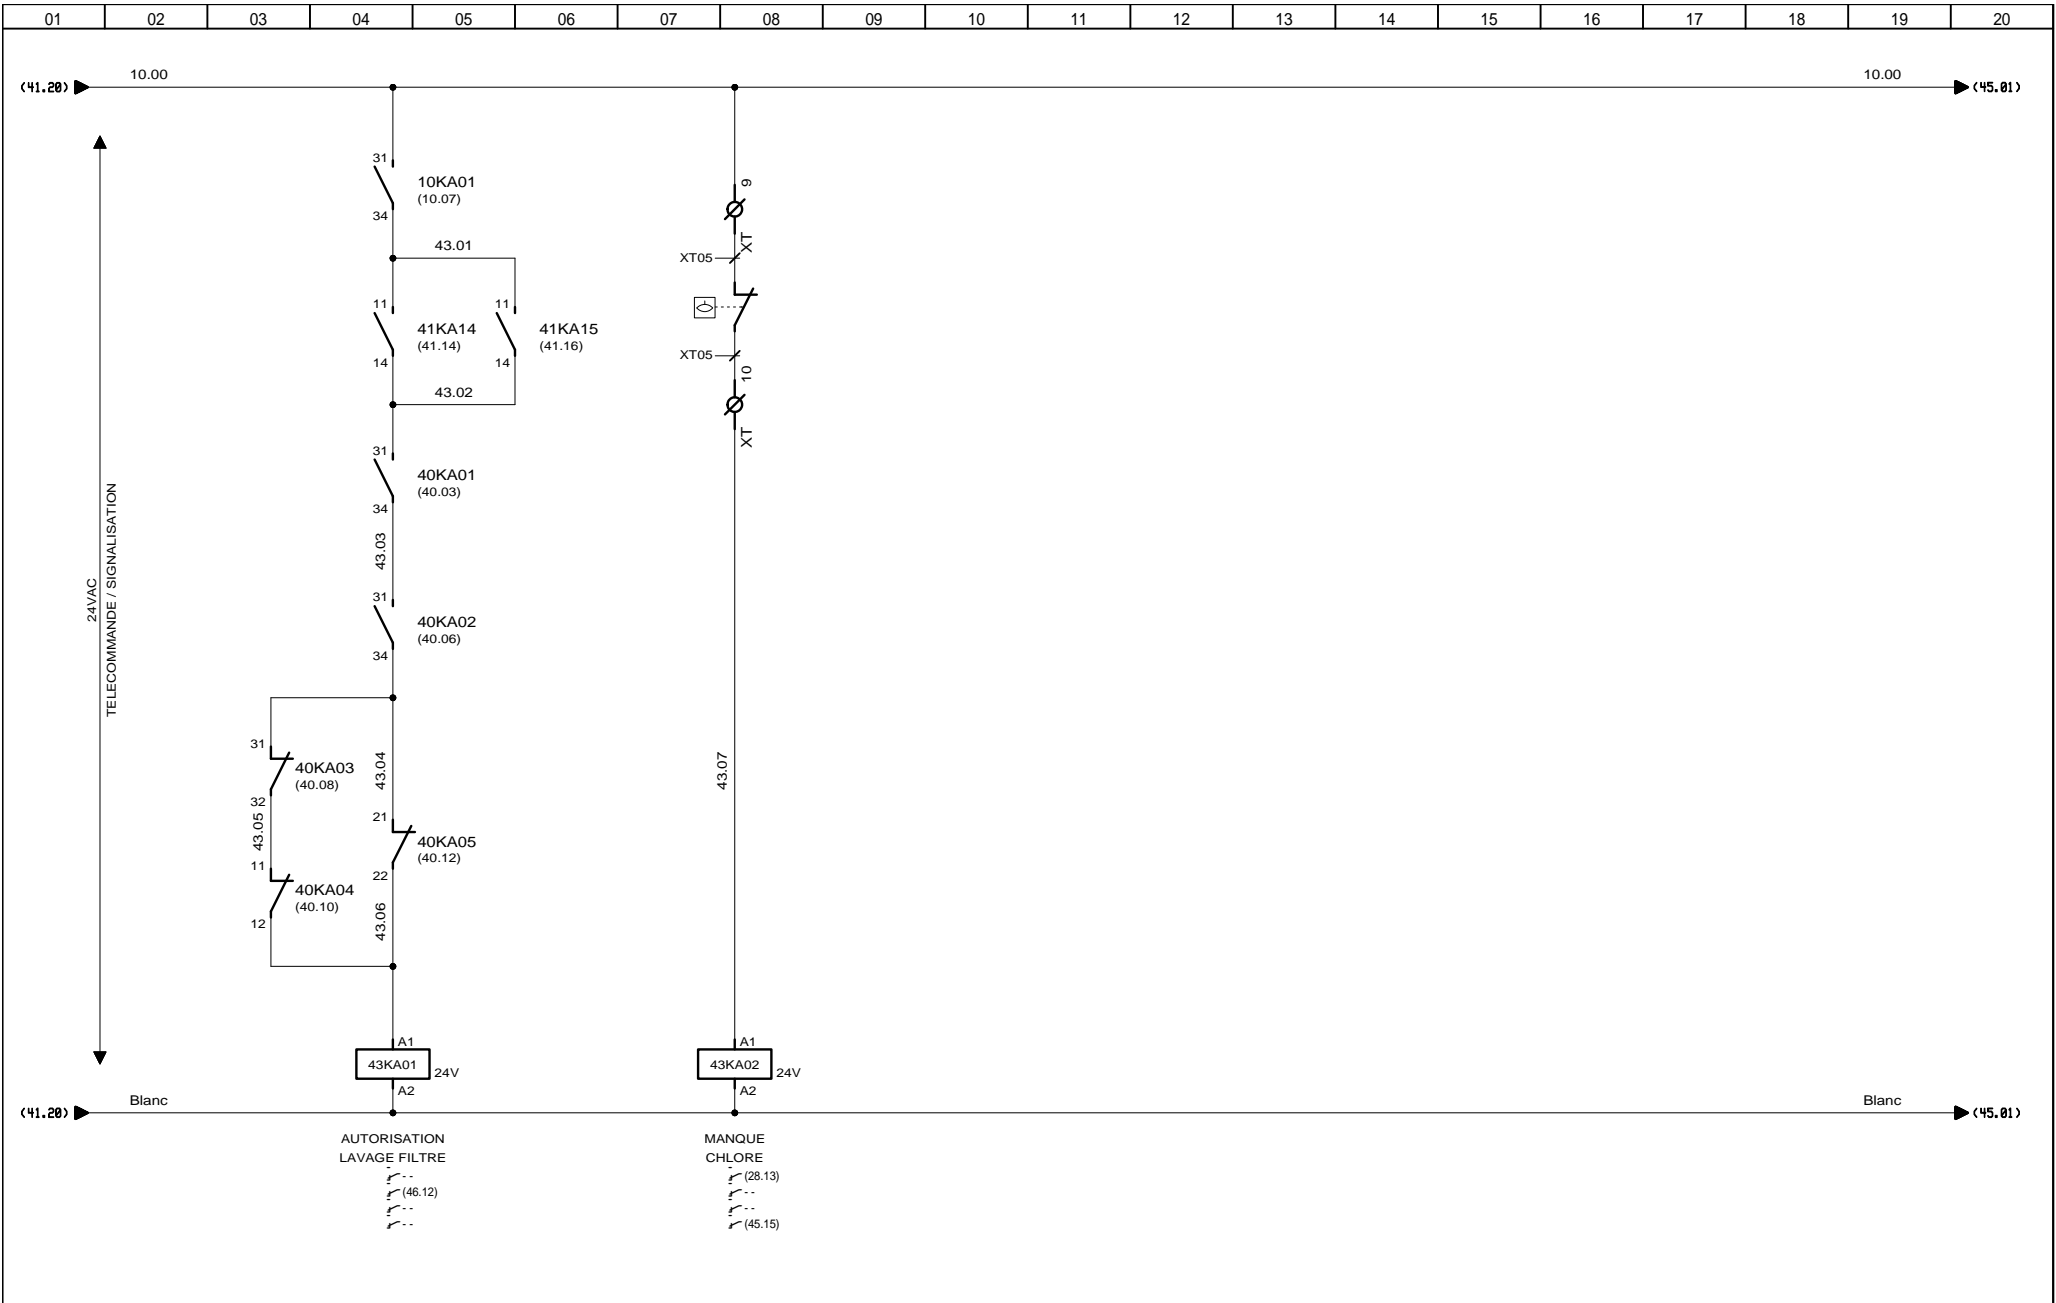 01 02 03 04 05 06 07 08 09 10 11 12 13 14 15 16 17 18 19 20
10.00 10.00
(41.20) (45.01)
31
10KA01
(10.07)
34
9
XT
43.01
XT05
11 11
41KA14 41KA15
(41.14) (41.16)
14 14
XT05
10
XT
43.02
31
40KA01
(40.03)
34
43.03
24VAC
TELECOMMANDE / SIGNALISATION
31
40KA02
(40.06)
34
31
40KA03
(40.08)
32
43.04
43.07
43.05
21
40KA05
(40.12)
22
11
40KA04
(40.10)
12
43.06
A1 A1
43KA01 24V 43KA02 24V
A2 A2
Blanc Blanc
(41.20) (45.01)
AUTORISATION MANQUE
LAVAGE FILTRE CHLORE
-- (28.13)
(46.12) --
-- --
-- (45.15)